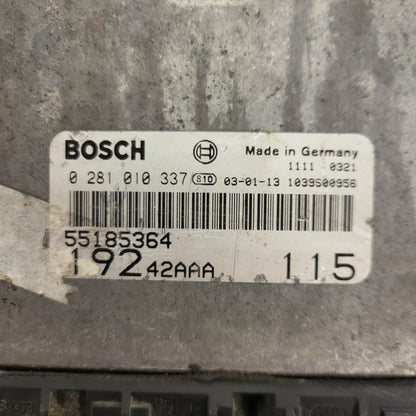 BOSCH Made in Germany
1111 0321
0 281 010 337 810 03-01-13 1039S00956
55185364
192 42AAA 115